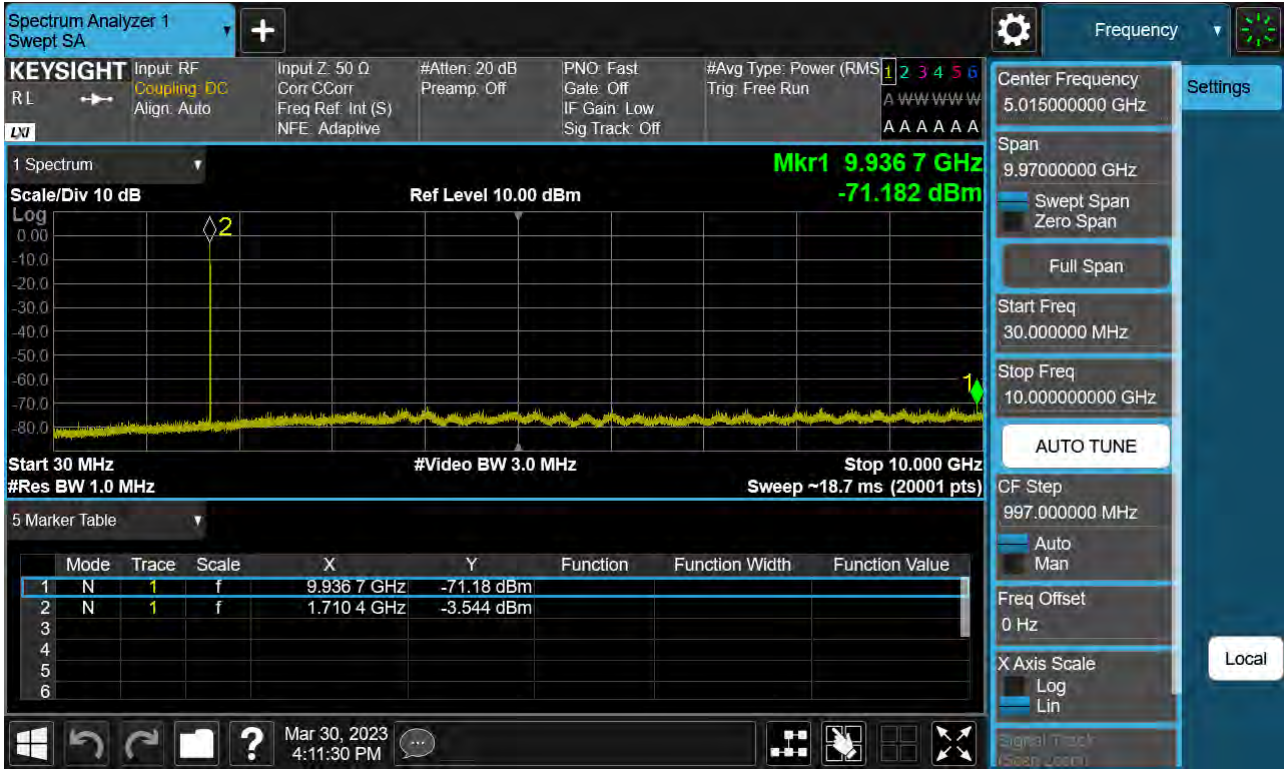 Spectrum Analyzer 1
Swept SA
+
Frequency
KEYSIGHT Input: RF Input Z: 50 Ω #Atten: 20 dB PNO: Fast #Avg Type: Power (RMS 1 2 3 4 5 6
RL Coupling: DC Corr CCorr Preamp: Off Gate: Off Trig: Free Run A W W W W W
Align: Auto Freq Ref: Int (S) IF Gain: Low
LXI NFE: Adaptive Sig Track: Off A A A A A A
1 Spectrum
Mkr1 9.936 7 GHz
Scale/Div 10 dB Ref Level 10.00 dBm -71.182 dBm
Log
0.00
-10.0
-20.0
-30.0
-40.0
-50.0
-60.0
-70.0
-80.0
2
1
Start 30 MHz #Video BW 3.0 MHz Stop 10.000 GHz
#Res BW 1.0 MHz Sweep ~18.7 ms (20001 pts)
5 Marker Table
Mode Trace Scale X Y Function Function Width Function Value
1 N 1 f 9.936 7 GHz -71.18 dBm
2 N 1 f 1.710 4 GHz -3.544 dBm
3
4
5
6
?
Mar 30, 2023
4:11:30 PM
Center Frequency
5.015000000 GHz
Span
9.97000000 GHz
Swept Span
Zero Span
Full Span
Start Freq
30.000000 MHz
Stop Freq
10.000000000 GHz
AUTO TUNE
CF Step
997.000000 MHz
Auto
Man
Freq Offset
0 Hz
X Axis Scale
Log
Lin
Signal Track
(Span Zoom)
Settings
Local